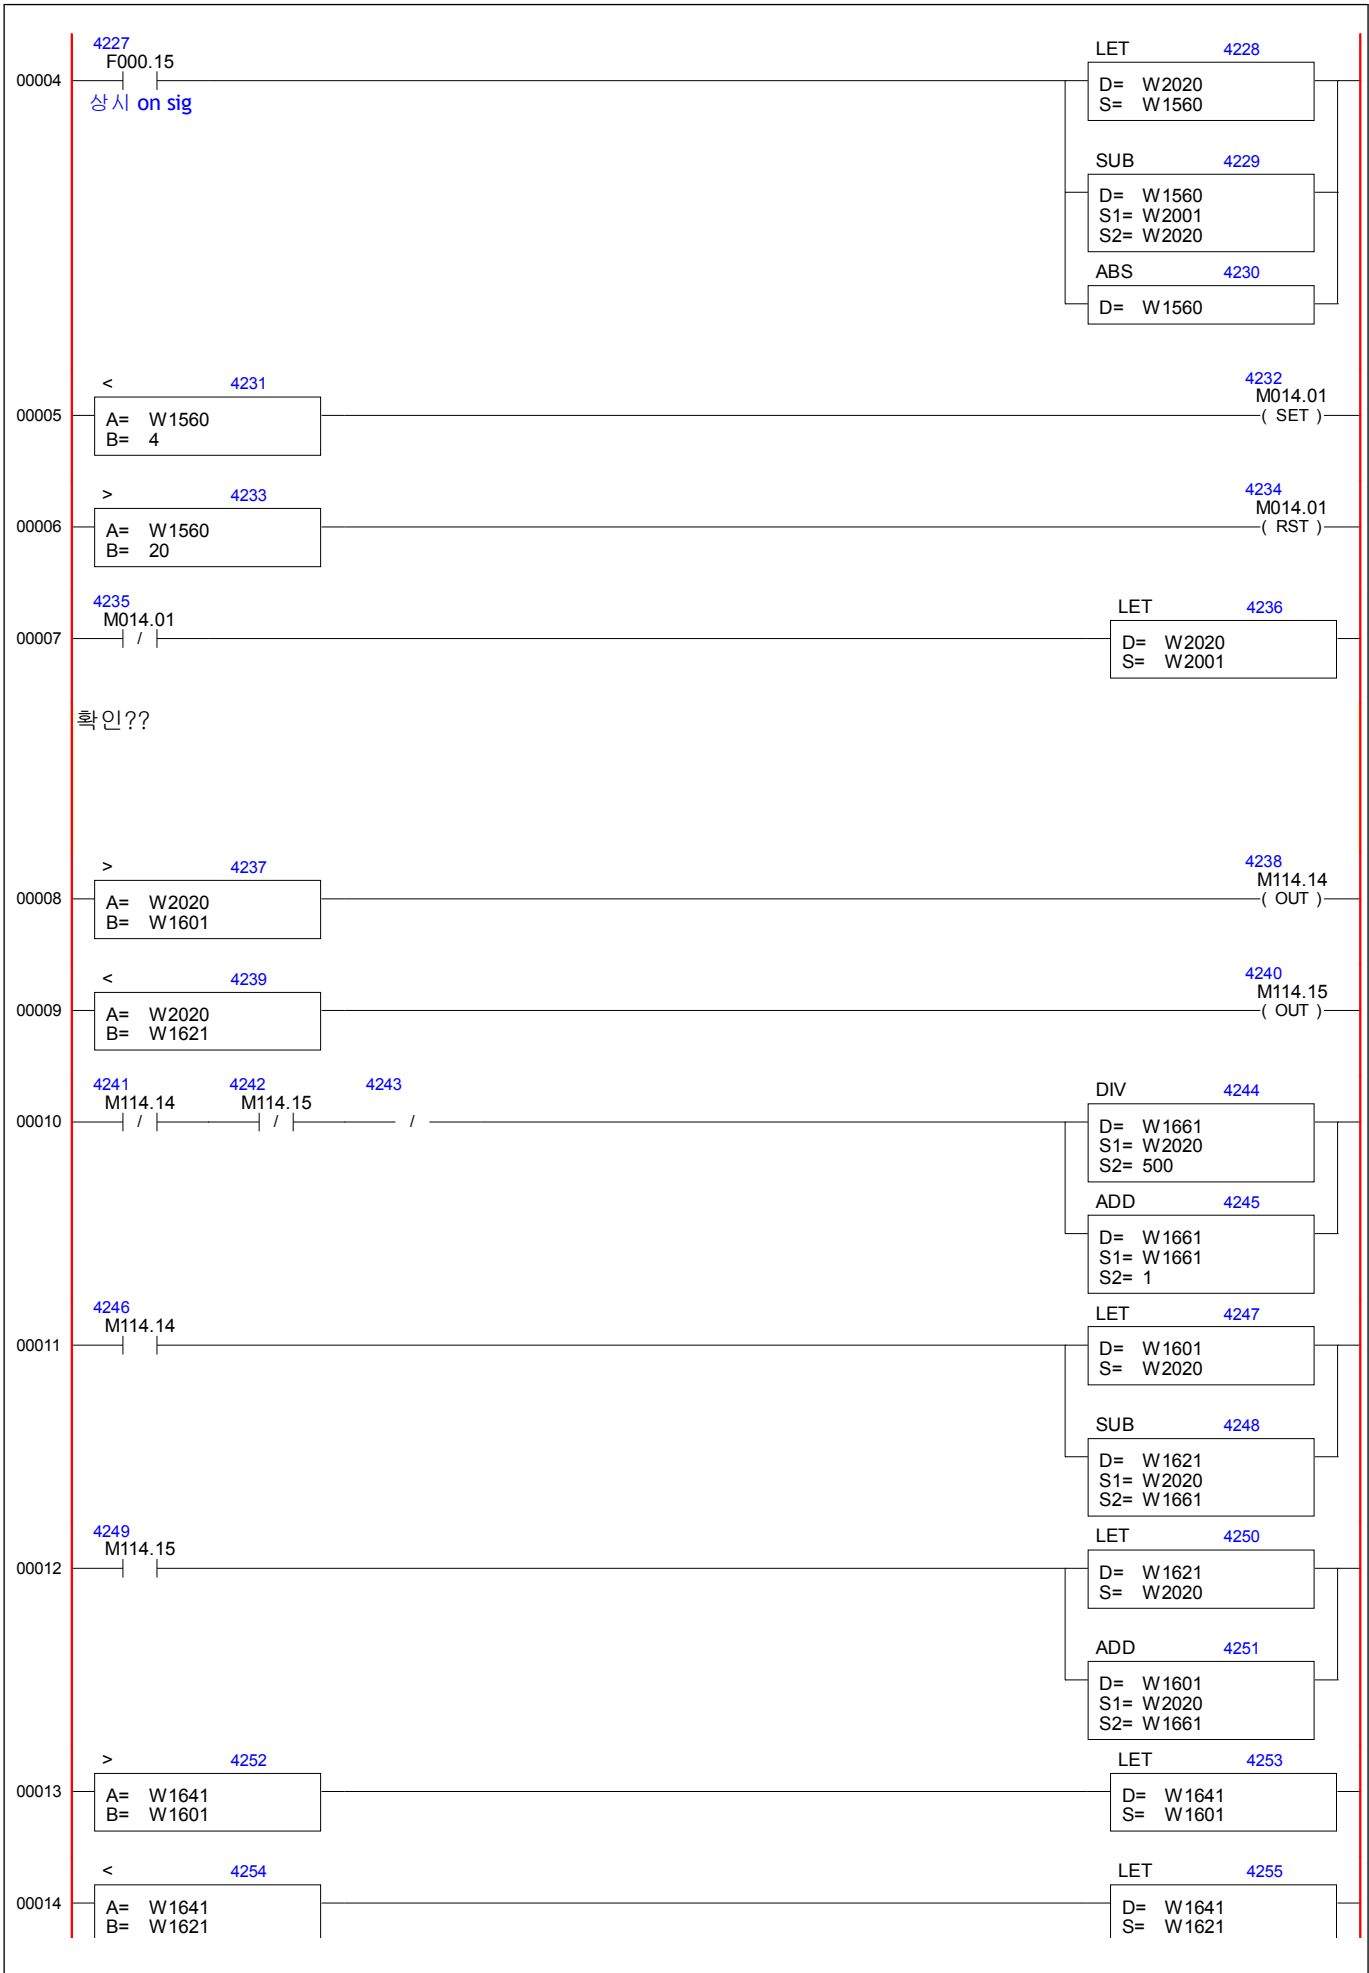 4227
F000.15
00004
상시 on sig
LET 4228
D= W2020
S= W1560
SUB 4229
D= W1560
S1= W2001
S2= W2020
ABS 4230
D= W1560
< 4231
00005
A= W1560
B= 4
4232
M014.01
( SET )
> 4233
00006
A= W1560
B= 20
4234
M014.01
( RST )
4235
M014.01
00007
/
LET 4236
D= W2020
S= W2001
확인??
> 4237
00008
A= W2020
B= W1601
4238
M114.14
( OUT )
< 4239
00009
A= W2020
B= W1621
4240
M114.15
( OUT )
4241 4242 4243
M114.14 M114.15
00010
/ / /
DIV 4244
D= W1661
S1= W2020
S2= 500
ADD 4245
D= W1661
S1= W1661
S2= 1
4246
M114.14
00011
LET 4247
D= W1601
S= W2020
SUB 4248
D= W1621
S1= W2020
S2= W1661
4249
M114.15
00012
LET 4250
D= W1621
S= W2020
ADD 4251
D= W1601
S1= W2020
S2= W1661
> 4252
00013
A= W1641
B= W1601
LET 4253
D= W1641
S= W1601
< 4254
00014
A= W1641
B= W1621
LET 4255
D= W1641
S= W1621